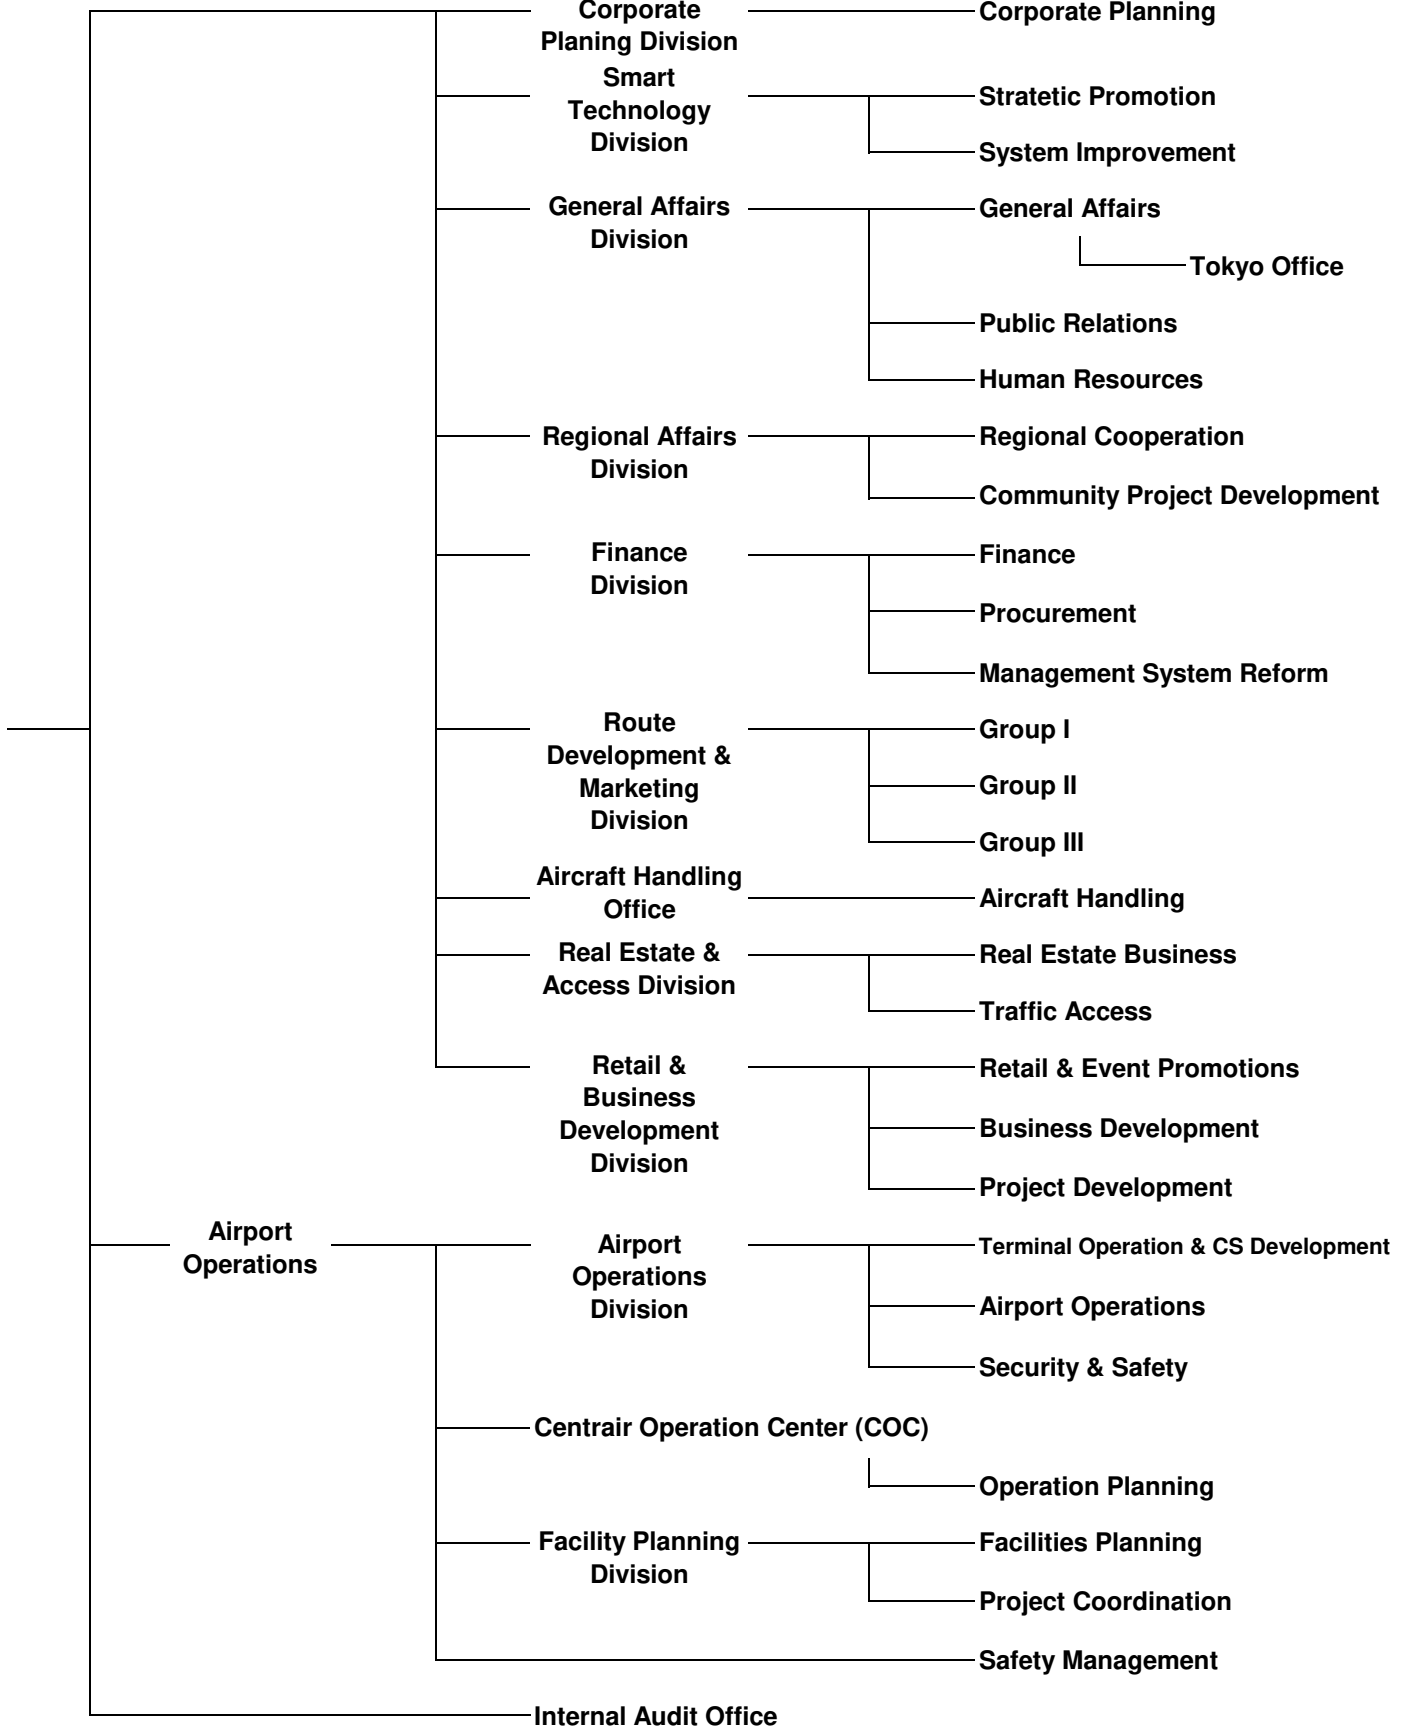 Corporate
Planing Division
Corporate Planning
Smart
Technology
Division
Stratetic Promotion
System Improvement
General Affairs
Division
General Affairs
Tokyo Office
Public Relations
Human Resources
Regional Affairs
Division
Regional Cooperation
Community Project Development
Finance
Division
Finance
Procurement
Management System Reform
Route
Development &
Marketing
Division
Group I
Group II
Group III
Aircraft Handling
Office
Aircraft Handling
Real Estate &
Access Division
Real Estate Business
Traffic Access
Retail &
Business
Development
Division
Retail & Event Promotions
Business Development
Project Development
Airport
Operations
Airport
Operations
Division
Terminal Operation & CS Development
Airport Operations
Security & Safety
Centrair Operation Center (COC)
Operation Planning
Facility Planning
Division
Facilities Planning
Project Coordination
Safety Management
Internal Audit Office